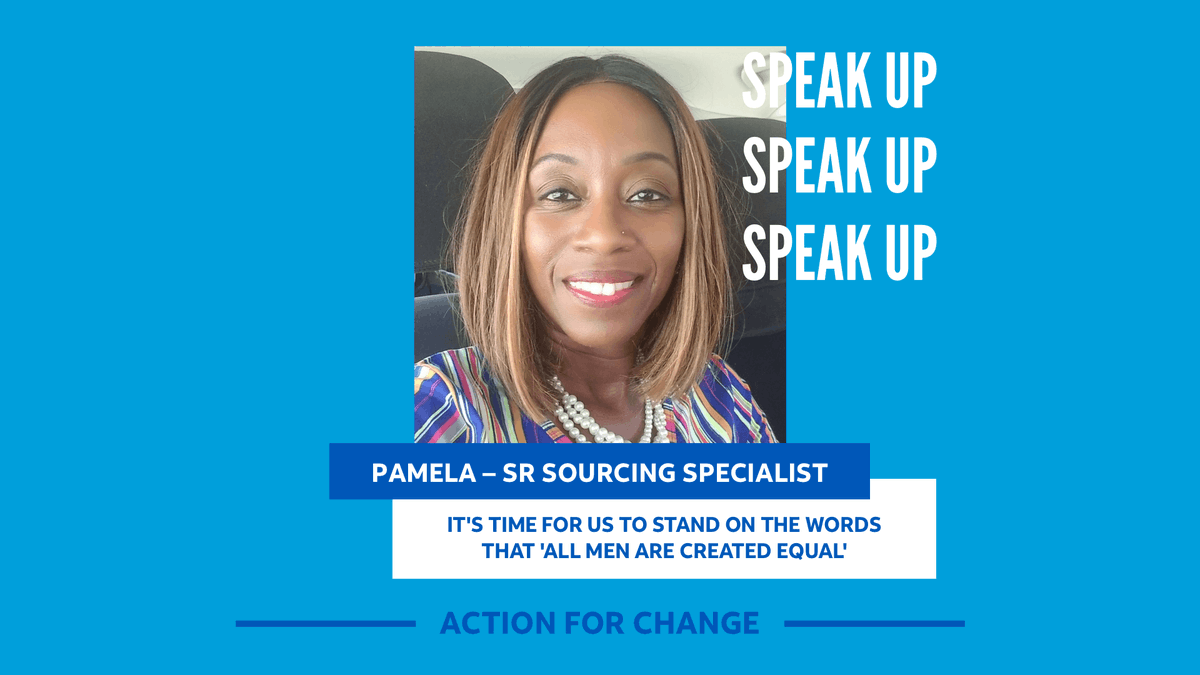 SPEAK UP
SPEAK UP
SPEAK UP
PAMELA – SR SOURCING SPECIALIST
IT'S TIME FOR US TO STAND ON THE WORDS
THAT 'ALL MEN ARE CREATED EQUAL'
ACTION FOR CHANGE